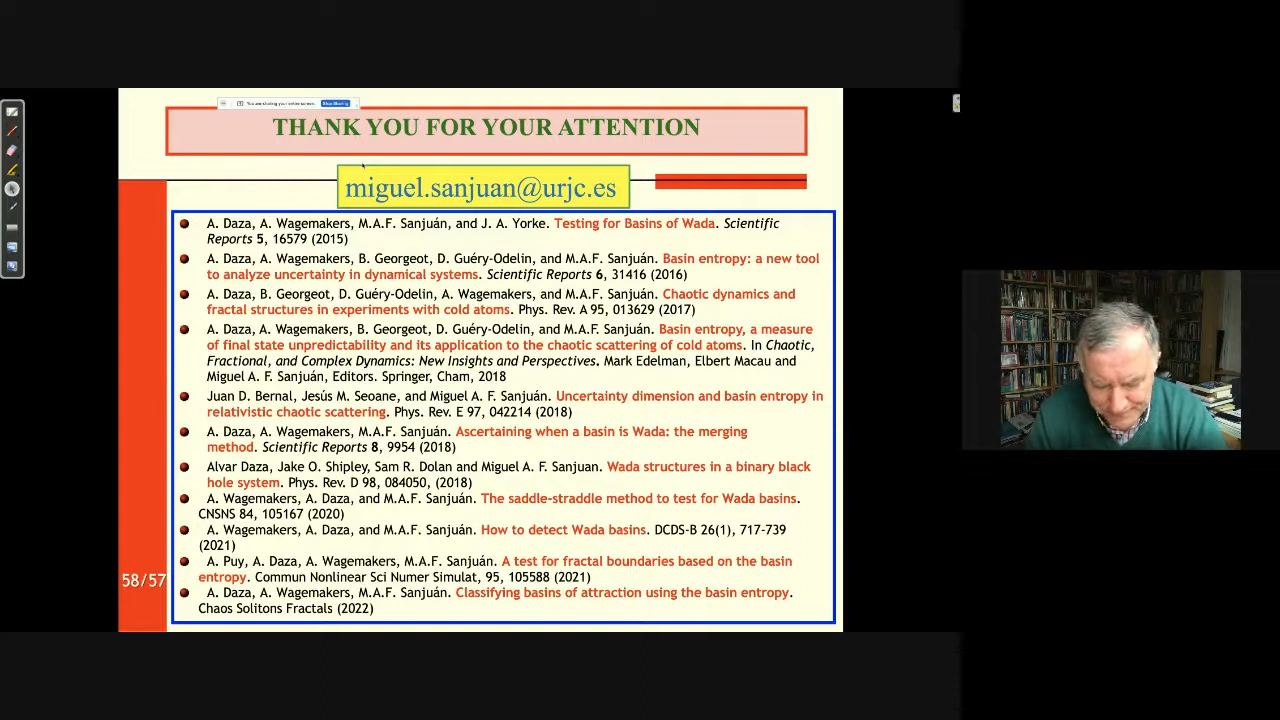 You are sharing your entire screen. Stop Sharing
THANK YOU FOR YOUR ATTENTION
miguel.sanjuan@urjc.es
A. Daza, A. Wagemakers, M.A.F. Sanjuán, and J. A. Yorke. Testing for Basins of Wada. Scientific
Reports 5, 16579 (2015)
A. Daza, A. Wagemakers, B. Georgeot, D. Guéry-Odelin, and M.A.F. Sanjuán. Basin entropy: a new tool
to analyze uncertainty in dynamical systems. Scientific Reports 6, 31416 (2016)
A. Daza, B. Georgeot, D. Guéry-Odelin, A. Wagemakers, and M.A.F. Sanjuán. Chaotic dynamics and
fractal structures in experiments with cold atoms. Phys. Rev. A 95, 013629 (2017)
A. Daza, A. Wagemakers, B. Georgeot, D. Guéry-Odelin, and M.A.F. Sanjuán. Basin entropy, a measure
of final state unpredictability and its application to the chaotic scattering of cold atoms. In Chaotic,
Fractional, and Complex Dynamics: New Insights and Perspectives. Mark Edelman, Elbert Macau and
Miguel A. F. Sanjuán, Editors. Springer, Cham, 2018
Juan D. Bernal, Jesús M. Seoane, and Miguel A. F. Sanjuán. Uncertainty dimension and basin entropy in
relativistic chaotic scattering. Phys. Rev. E 97, 042214 (2018)
A. Daza, A. Wagemakers, M.A.F. Sanjuán. Ascertaining when a basin is Wada: the merging
method. Scientific Reports 8, 9954 (2018)
Alvar Daza, Jake O. Shipley, Sam R. Dolan and Miguel A. F. Sanjuan. Wada structures in a binary black
hole system. Phys. Rev. D 98, 084050, (2018)
A. Wagemakers, A. Daza, and M.A.F. Sanjuán. The saddle-straddle method to test for Wada basins.
CNSNS 84, 105167 (2020)
A. Wagemakers, A. Daza, and M.A.F. Sanjuán. How to detect Wada basins. DCDS-B 26(1), 717-739
(2021)
A. Puy, A. Daza, A. Wagemakers, M.A.F. Sanjuán. A test for fractal boundaries based on the basin
entropy. Commun Nonlinear Sci Numer Simulat, 95, 105588 (2021)
A. Daza, A. Wagemakers, M.A.F. Sanjuán. Classifying basins of attraction using the basin entropy.
Chaos Solitons Fractals (2022)
58/57